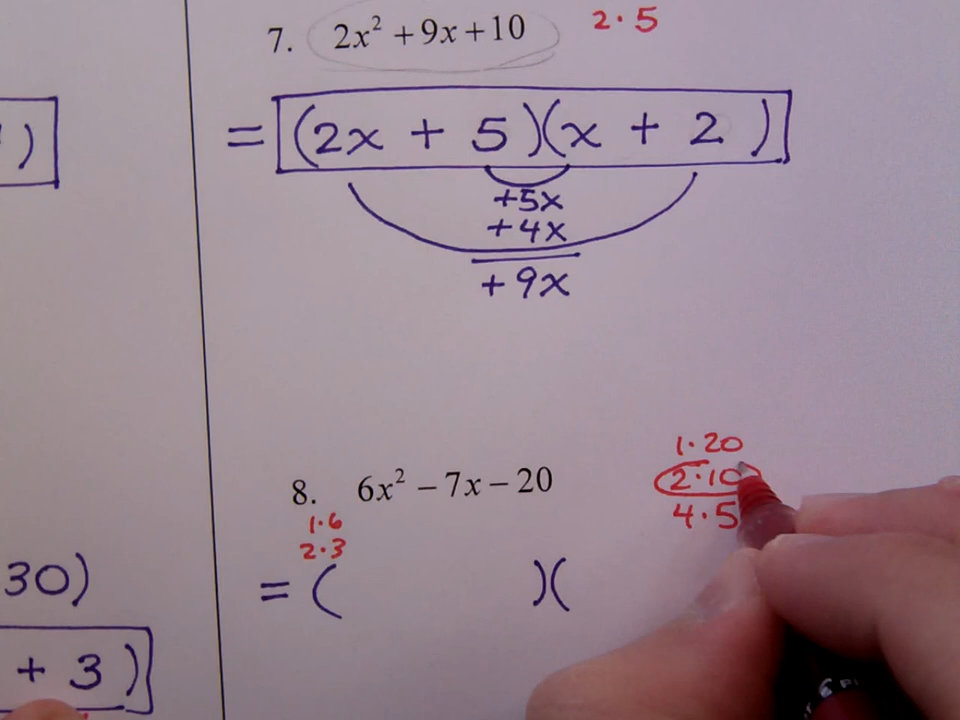 7. 2x² + 9x + 10 2 · 5
)
= (2x + 5)(x + 2)
+5x
+4x
+9x
1 · 20
8. 6x² − 7x − 20 2 · 10
1 · 6 4 · 5
2 · 3
30) = ( )(
+ 3)